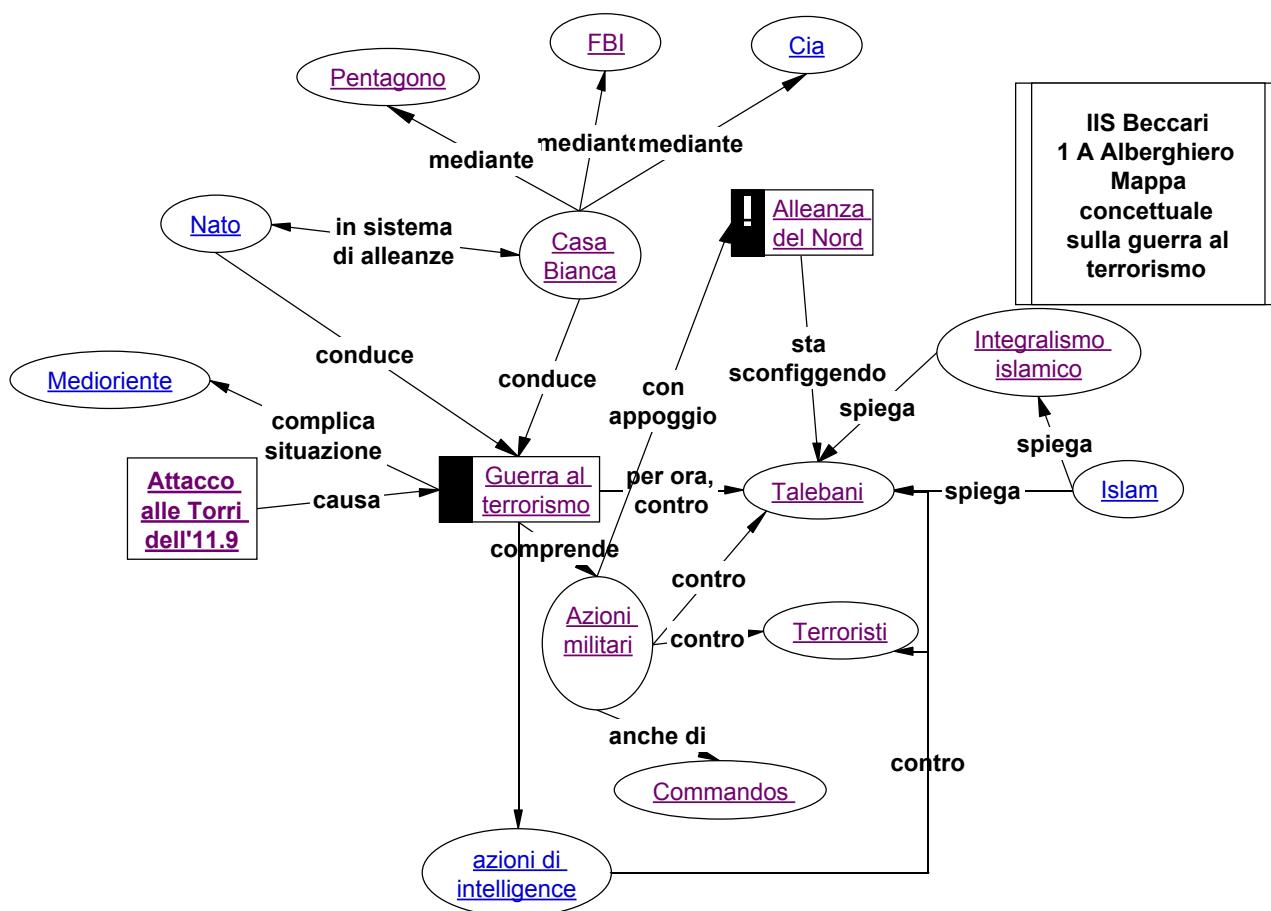 FBI
Cia
Pentagono
IIS Beccari
1 A Alberghiero
Mappa
concettuale
sulla guerra al
terrorismo
mediante
mediante
mediante
Alleanza
del Nord
Nato
in sistema
di alleanze
Casa
Bianca
Integralismo
islamico
conduce
sta
sconfiggendo
Medioriente
conduce
con
appoggio
spiega
complica
situazione
spiega
Attacco
alle Torri
dell'11.9
causa
Guerra al
terrorismo
per ora,
contro
Talebani
spiega
Islam
comprende
contro
Azioni
militari
contro
Terroristi
anche di
contro
Commandos
azioni di
intelligence